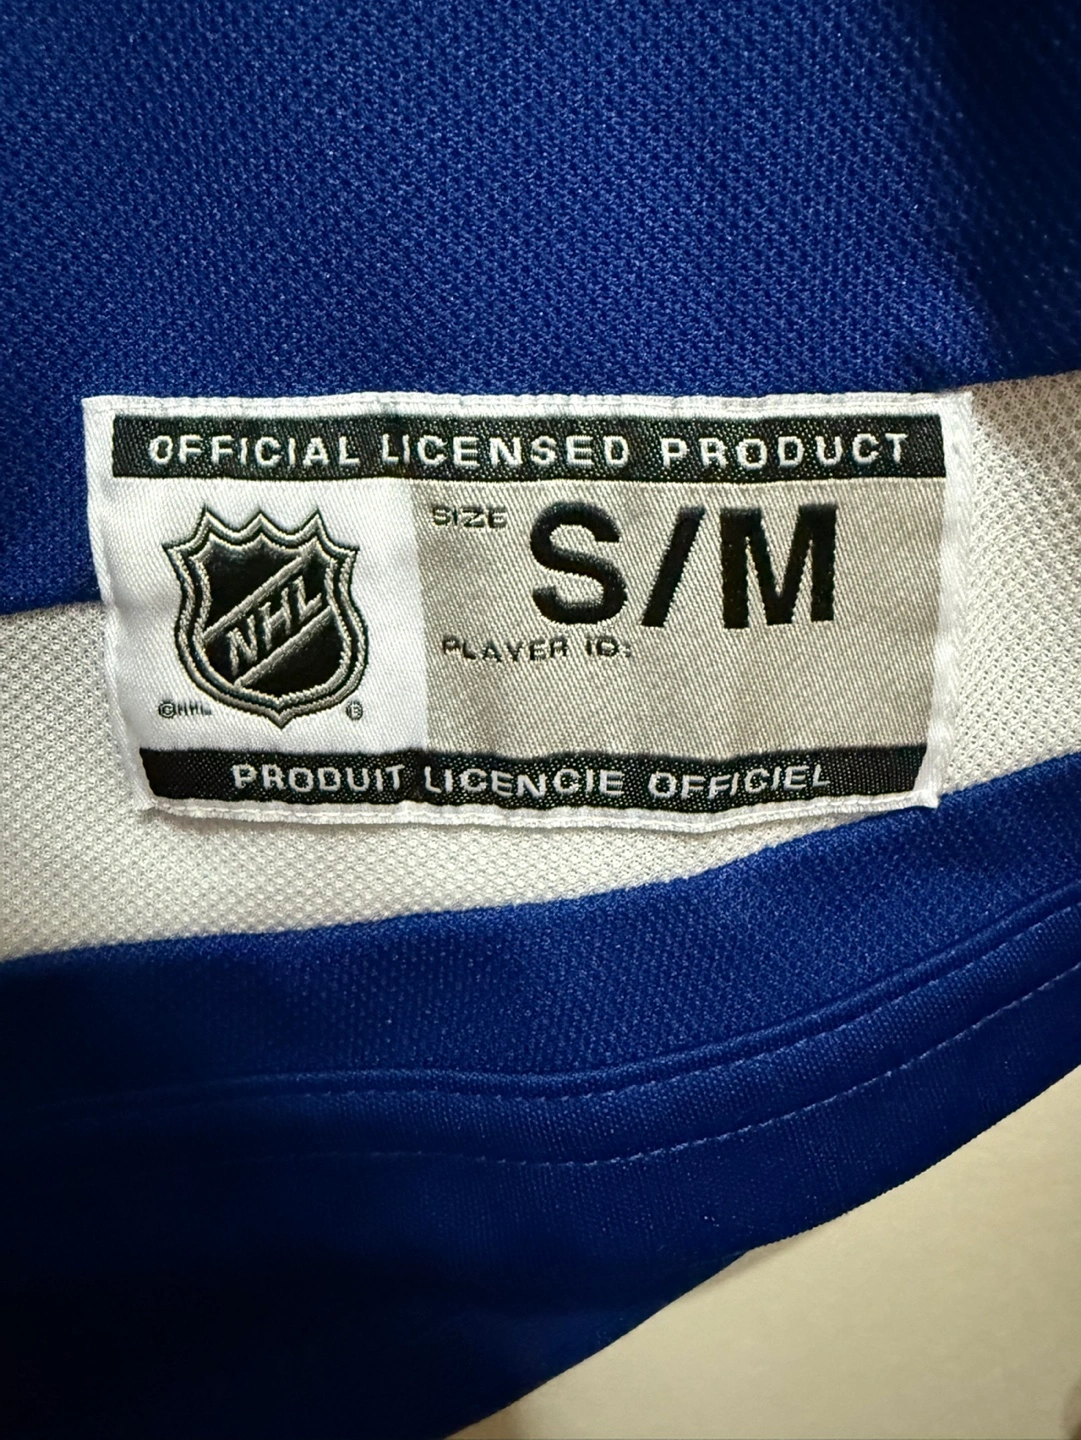 OFFICIAL LICENSED PRODUCT
SIZE S/M
NHL
PLAYER ID:
©NHL ®
PRODUIT LICENCIE OFFICIEL